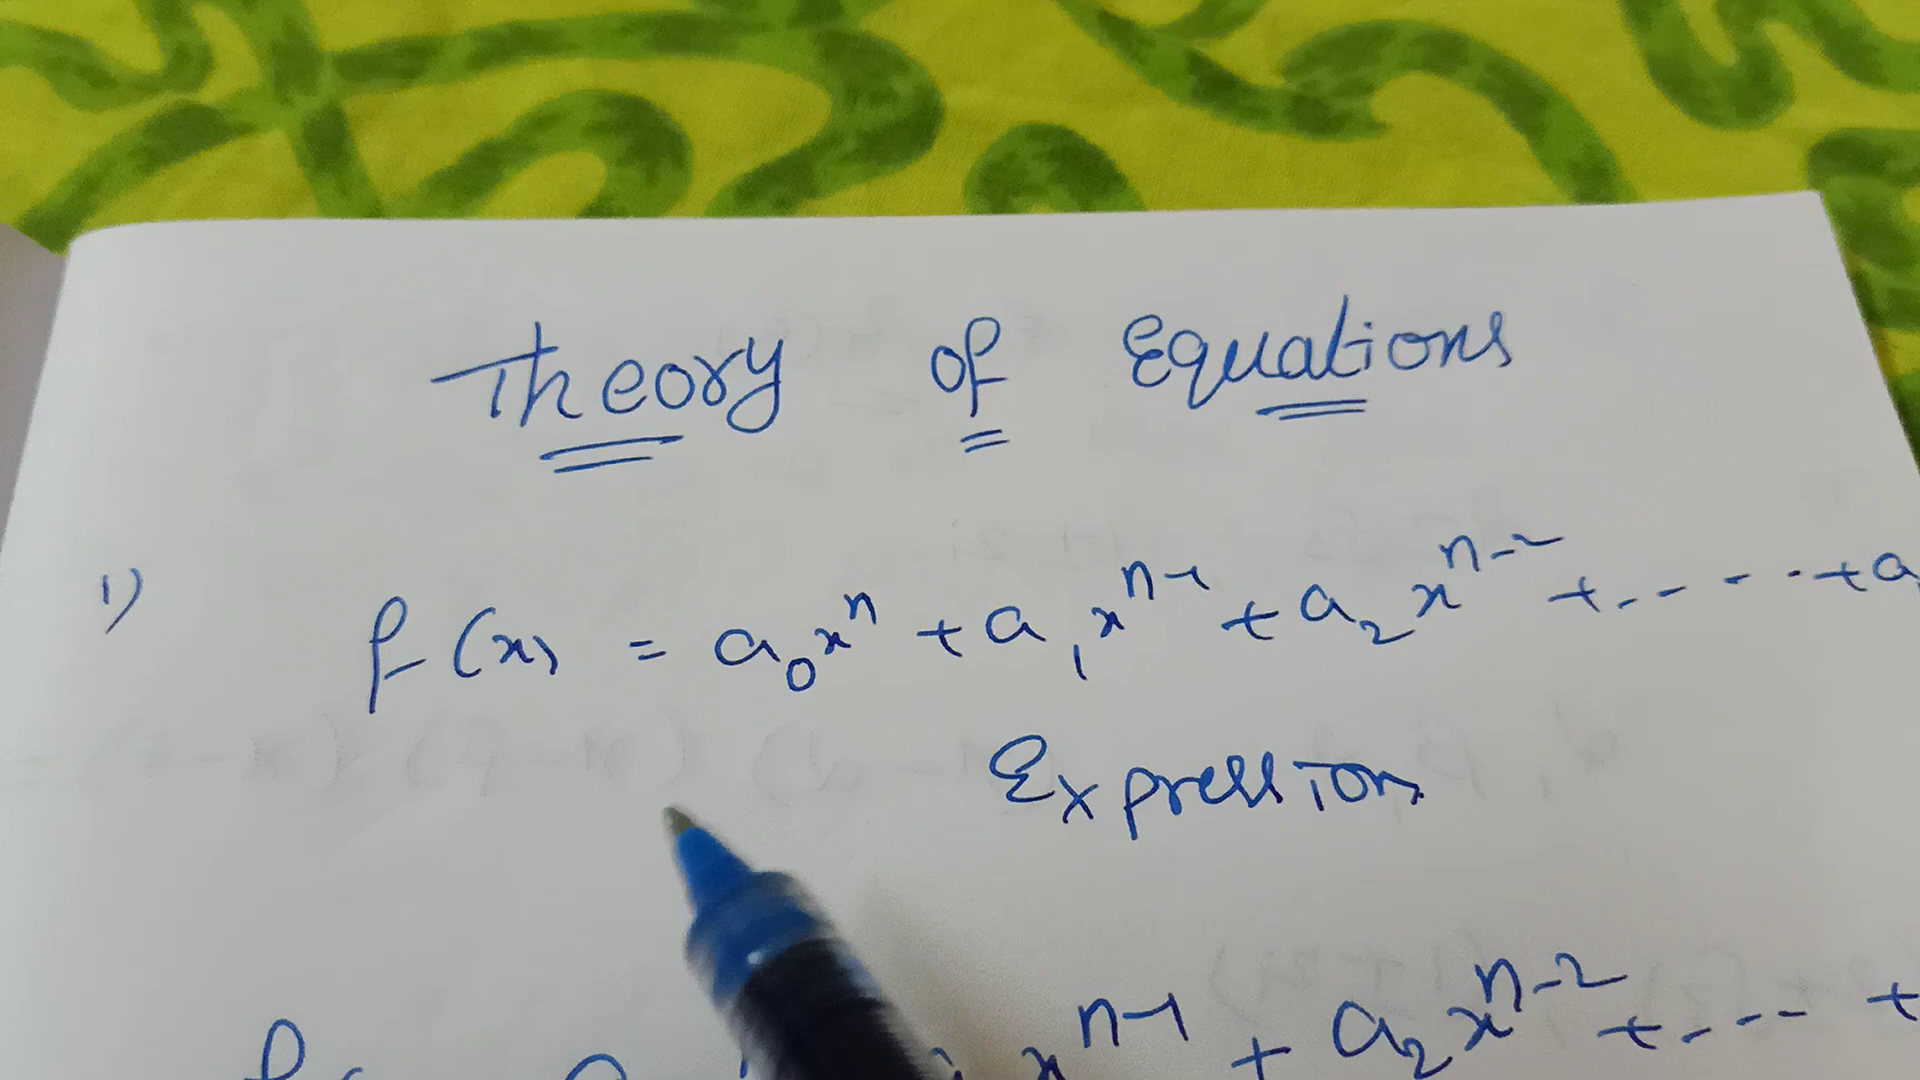 Theory of Equations
1) f(x) = a₀xⁿ + a₁xⁿ⁻¹ + a₂xⁿ⁻² + ..... + a
Expression
xⁿ⁻¹ + a₂xⁿ⁻² + .... +